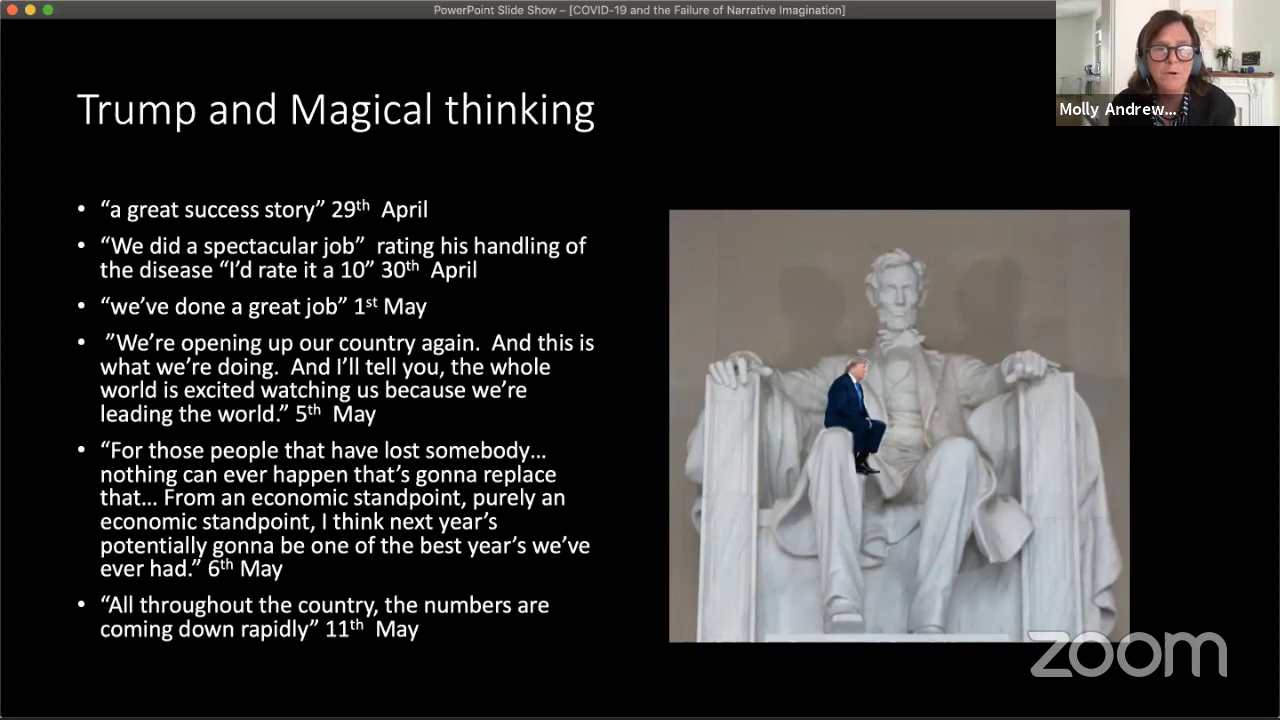 PowerPoint Slide Show – [COVID-19 and the Failure of Narrative Imagination]
Molly Andrew...
Trump and Magical thinking
• “a great success story” 29th April
• “We did a spectacular job” rating his handling of
the disease “I’d rate it a 10” 30th April
• “we’ve done a great job” 1st May
• ”We’re opening up our country again. And this is
what we’re doing. And I’ll tell you, the whole
world is excited watching us because we’re
leading the world.” 5th May
• “For those people that have lost somebody…
nothing can ever happen that’s gonna replace
that… From an economic standpoint, purely an
economic standpoint, I think next year’s
potentially gonna be one of the best year’s we’ve
ever had.” 6th May
• “All throughout the country, the numbers are
coming down rapidly” 11th May
zoom